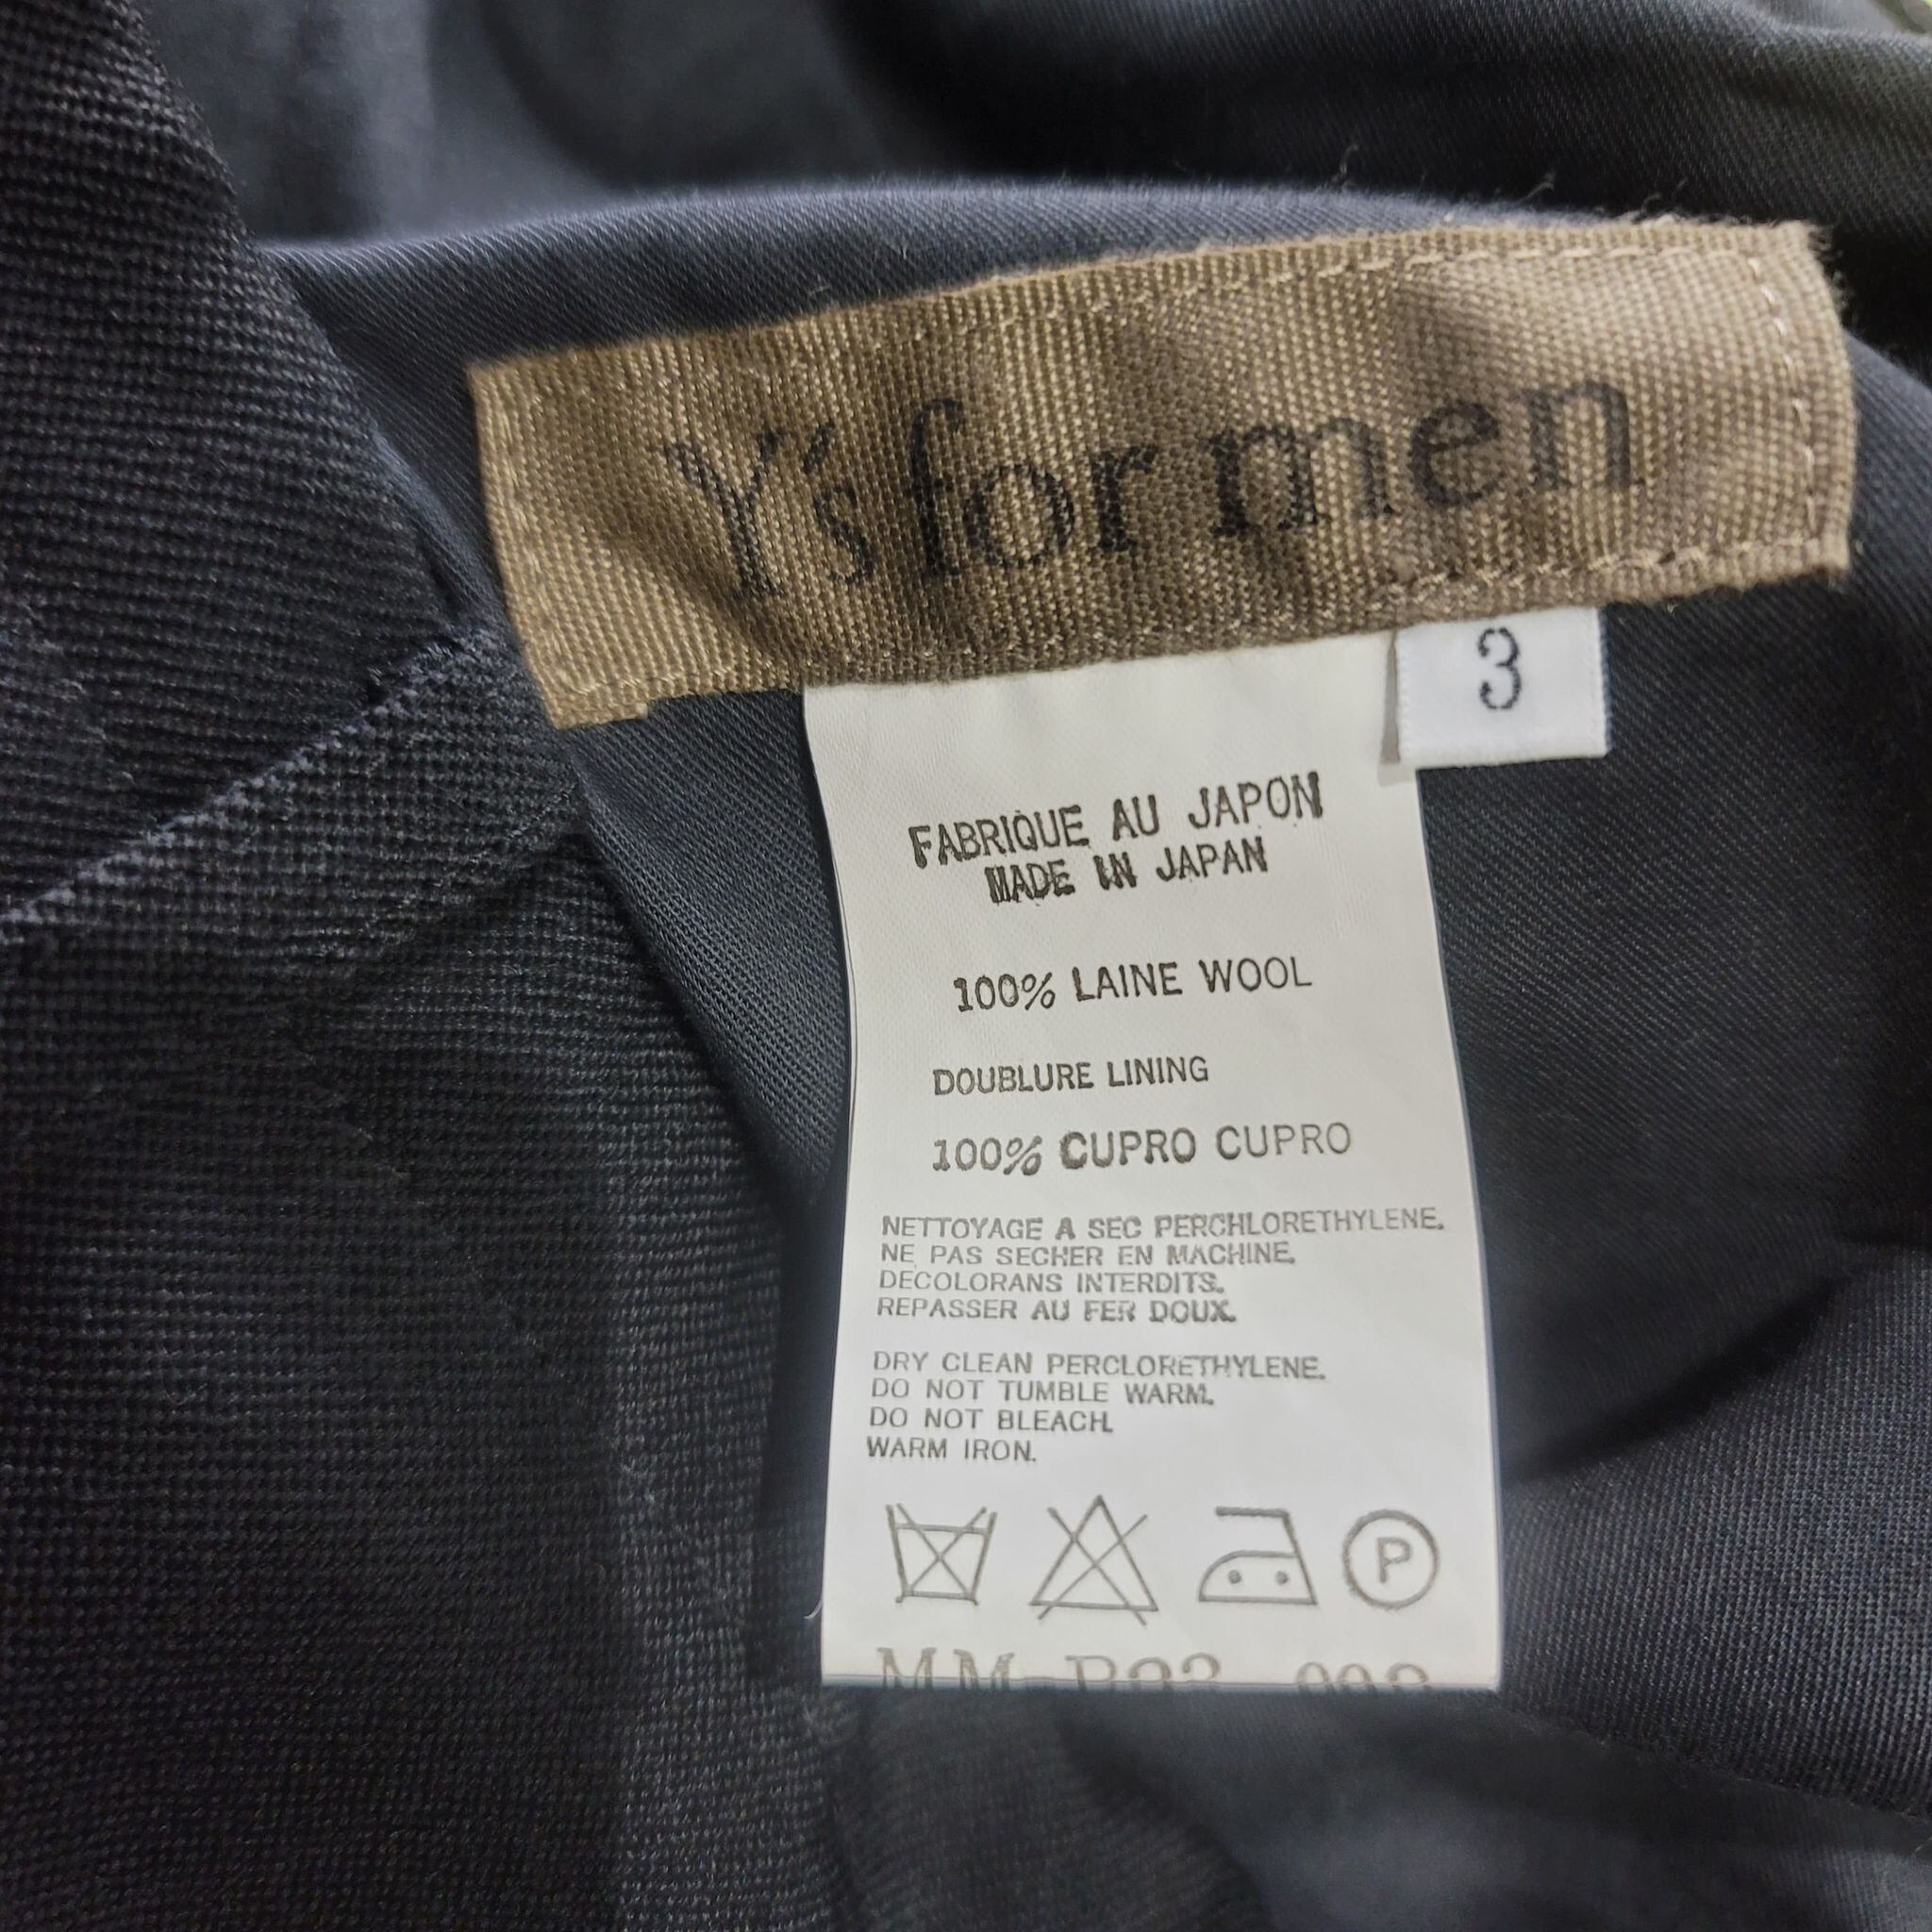 Y's for men
3
FABRIQUE AU JAPON
MADE IN JAPAN
100% LAINE WOOL
DOUBLURE LINING
100% CUPRO CUPRO
NETTOYAGE A SEC PERCHLORETHYLENE.
NE PAS SECHER EN MACHINE.
DECOLORANS INTERDITS.
REPASSER AU FER DOUX.
DRY CLEAN PERCLORETHYLENE.
DO NOT TUMBLE WARM.
DO NOT BLEACH.
WARM IRON.
P